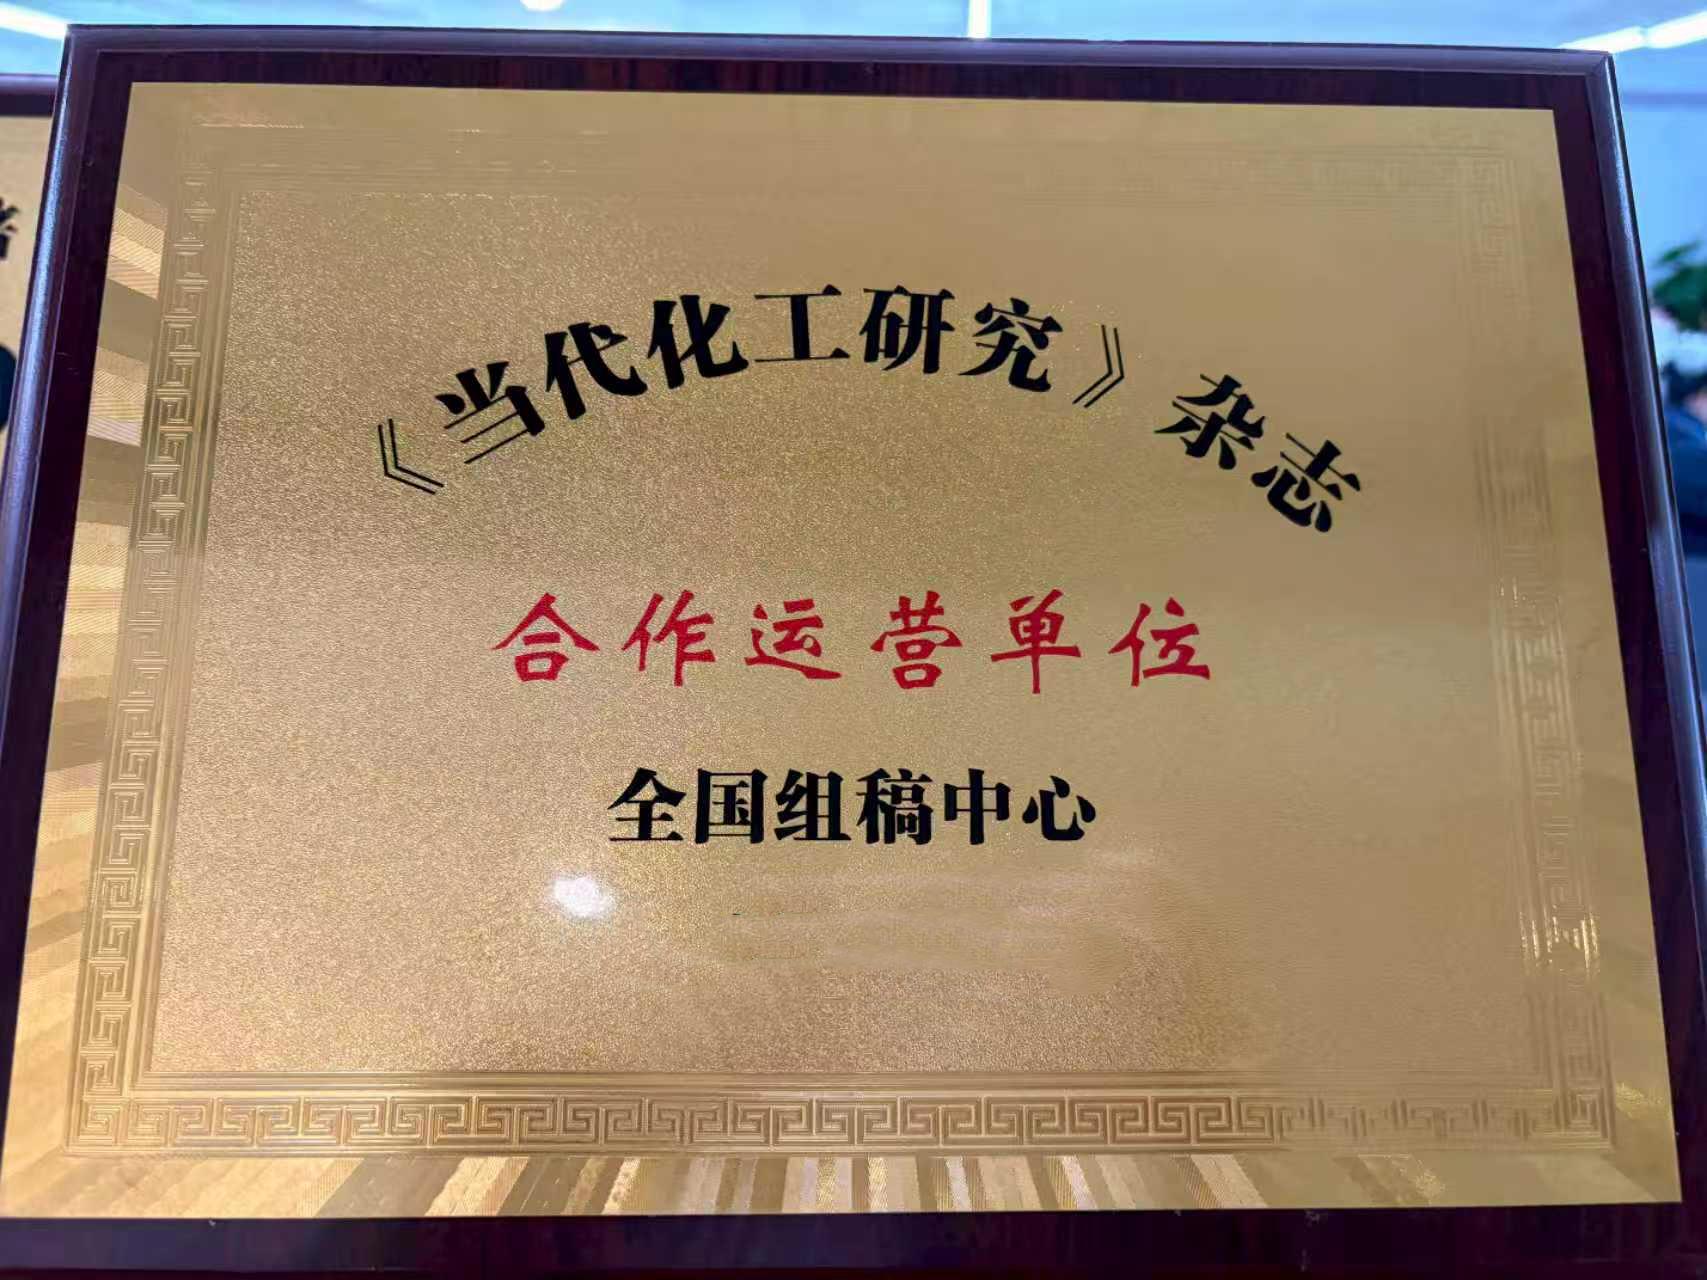 《当代化工研究》杂志
合作运营单位
全国组稿中心